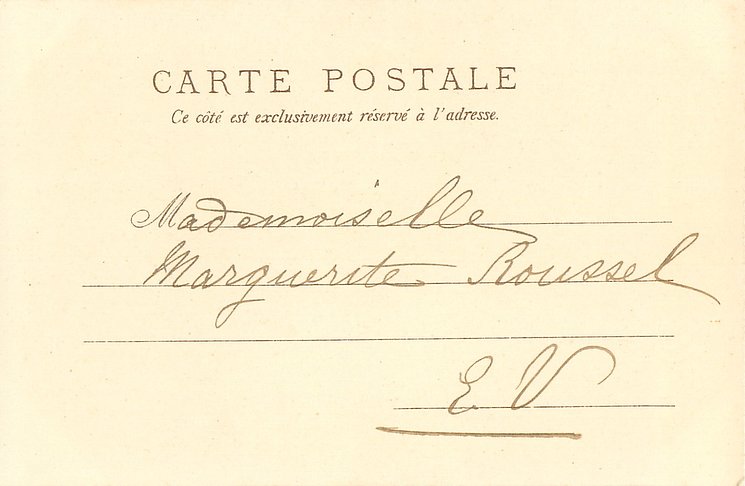 CARTE POSTALE
Ce côté est exclusivement réservé à l'adresse.
Mademoiselle
Marguerite Roussel
E V